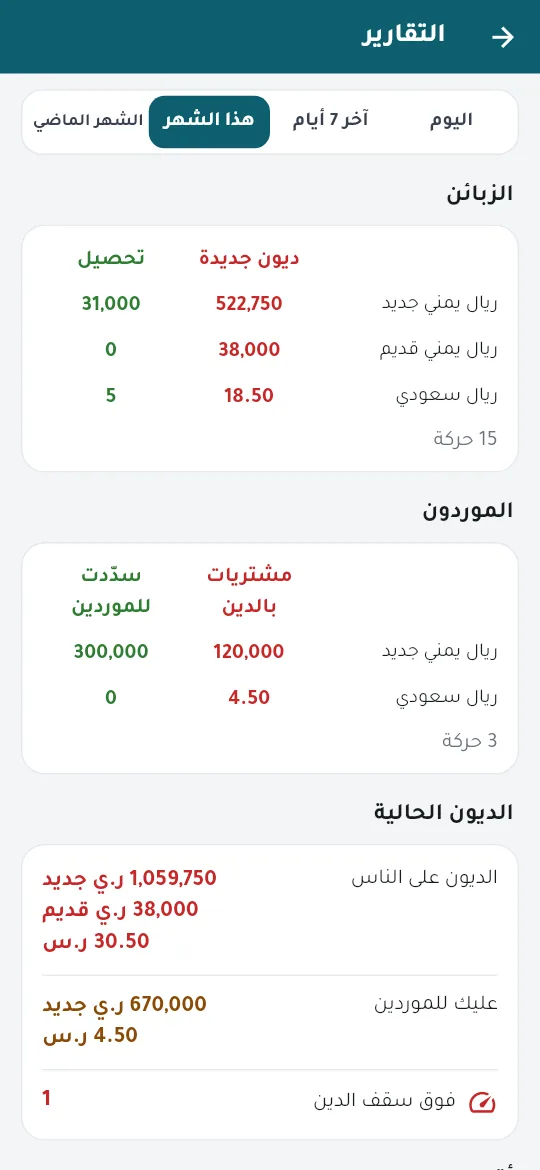 التقارير
اليوم
آخر 7 أيام
هذا الشهر
الشهر الماضي
الزبائن
ديون جديدة تحصيل
ريال يمني جديد 522,750 31,000
ريال يمني قديم 38,000 0
ريال سعودي 18.50 5
15 حركة
الموردون
مشتريات بالدين
سدّدت للموردين
ريال يمني جديد 120,000 300,000
ريال سعودي 4.50 0
3 حركة
الديون الحالية
الديون على الناس 1,059,750 ر.ي جديد
38,000 ر.ي قديم
30.50 ر.س
عليك للموردين 670,000 ر.ي جديد
4.50 ر.س
فوق سقف الدين 1